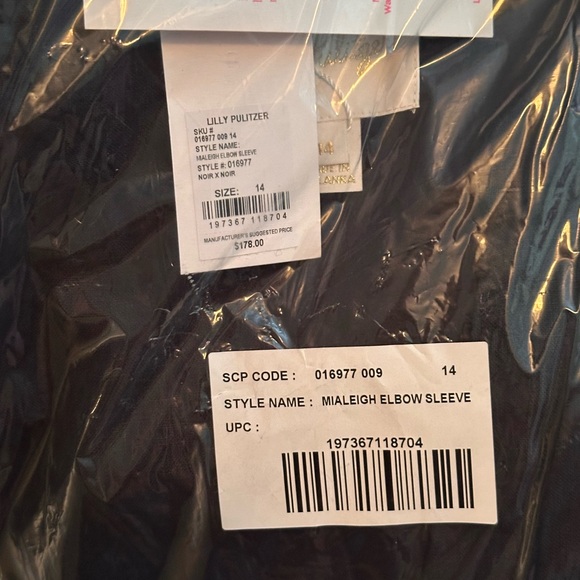 LILLY PULITZER
SKU #
016977 009 14
STYLE NAME:
MIALEIGH ELBOW SLEEVE
STYLE #: 016977
NOIR X NOIR
SIZE: 14
197367 118704
MANUFACTURER'S SUGGESTED PRICE
$178.00
SCP CODE : 016977 009 14
STYLE NAME : MIALEIGH ELBOW SLEEVE
UPC :
197367118704